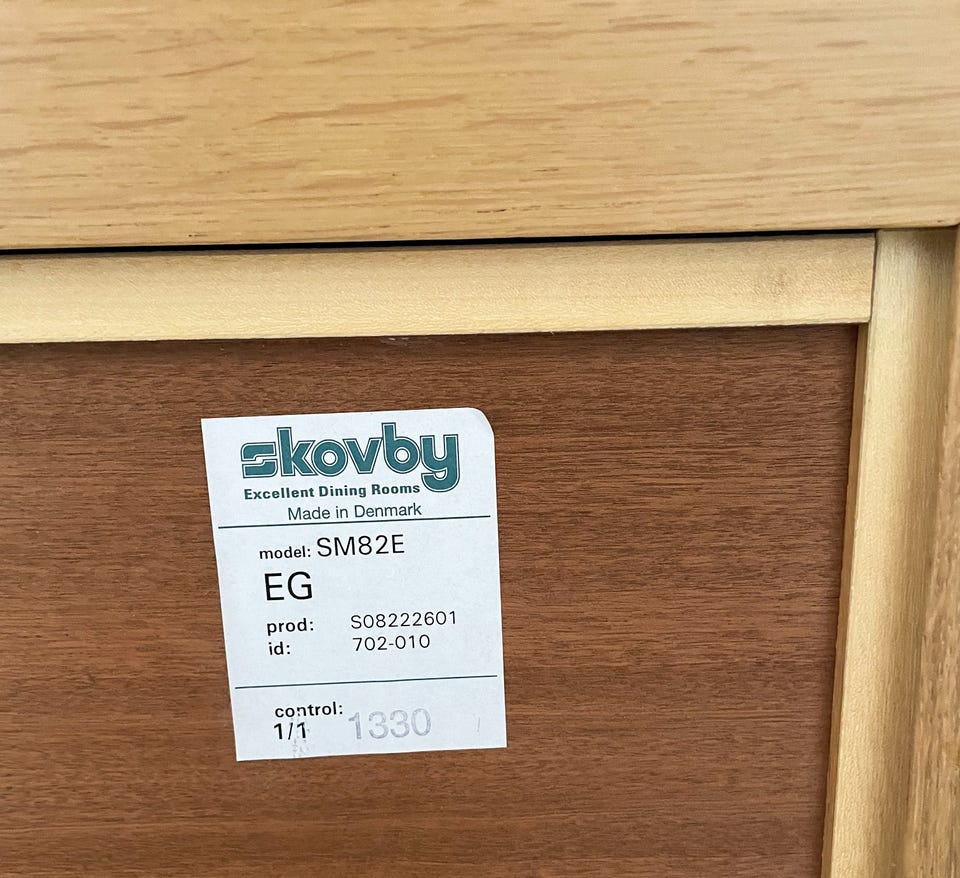 skovby
Excellent Dining Rooms
Made in Denmark
model: SM82E
EG
prod: S08222601
id: 702-010
control:
1/1 1330